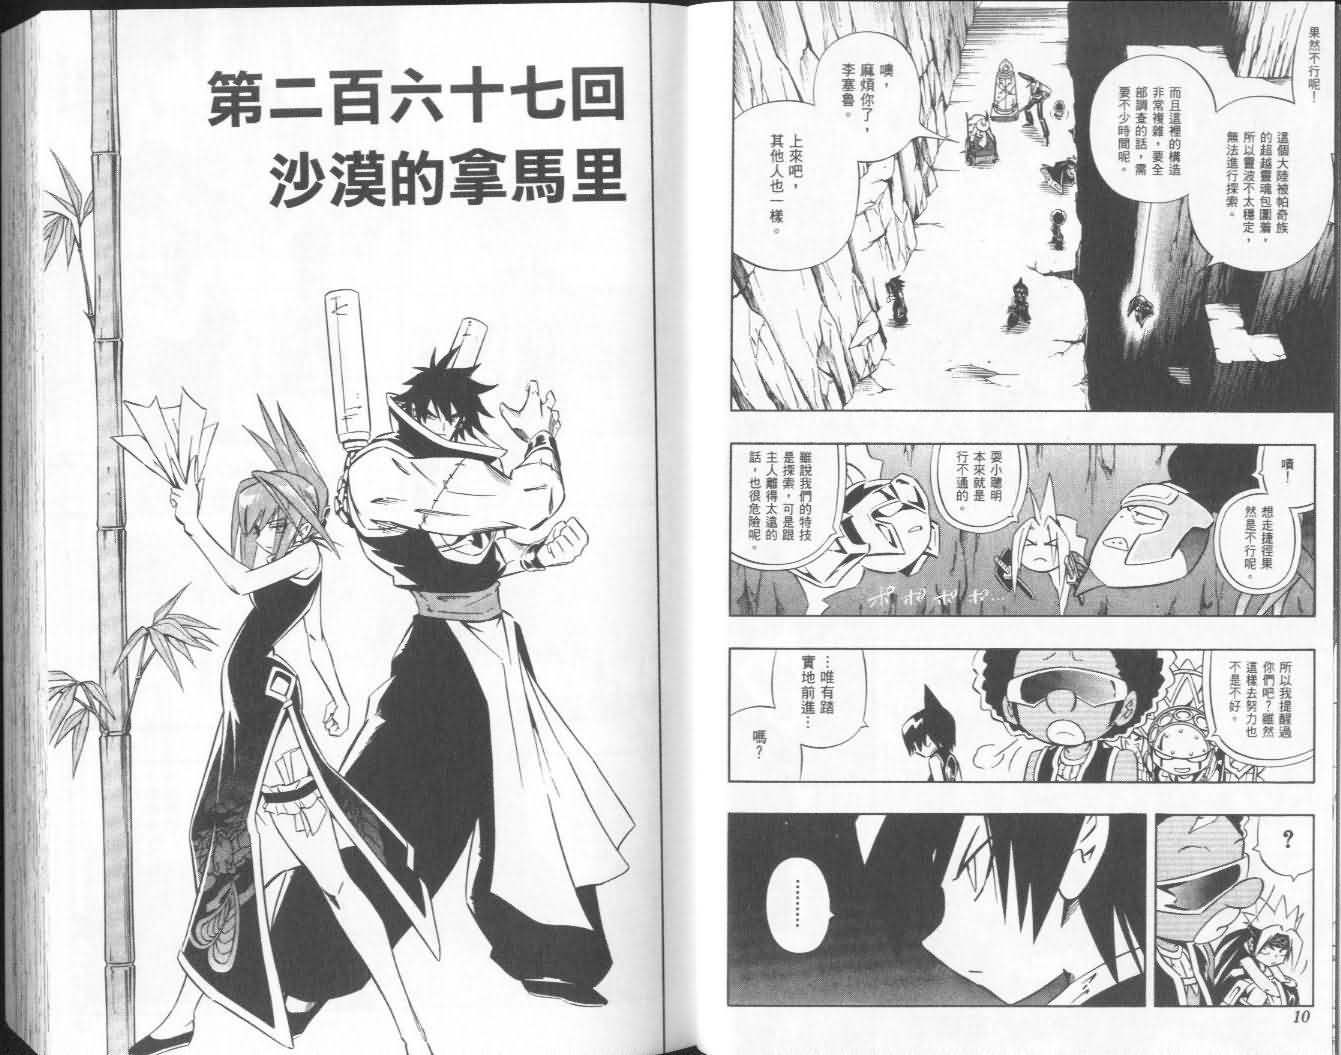 果然不行呢！
這個大陸被帕奇族
的超越靈魂包圍着，
所以靈波不太穩定，
無法進行探索。
而且這裡的構造
非常複雜，要全
部調查的話，需
要不少時間呢。
噢，
麻煩你了，
李塞魯。
上來吧，
其他人也一樣。
嘖！
想走捷徑果
然是不行呢。
耍小聰明
本來就是
行不通的。
雖說我們的特技
是探索，可是跟
主人離得太遠的
話，也很危險呢。
ポポポポ…
所以我提醒過
你們吧？雖然
這樣去努力也
不是不好。
…唯有踏
實地前進…
嗎？
？
………
10
第二百六十七回
沙漠的拿馬里